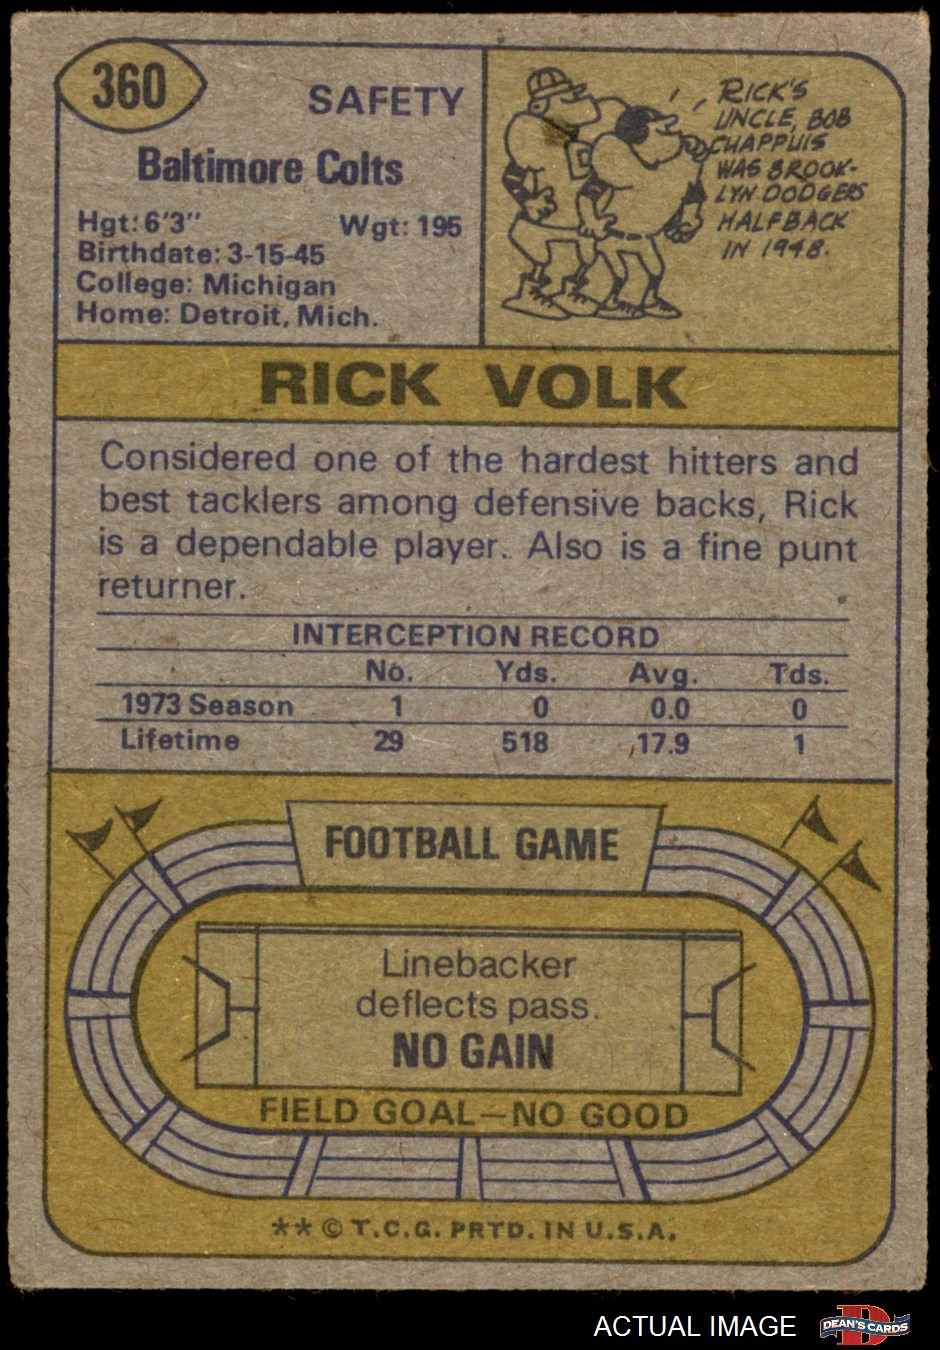 360
SAFETY
Baltimore Colts
Hgt: 6'3" Wgt: 195
Birthdate: 3-15-45
College: Michigan
Home: Detroit, Mich.
RICK'S
UNCLE, BOB
CHAPPUIS
WAS BROOK-
LYN DODGERS
HALFBACK
IN 1948.
RICK VOLK
Considered one of the hardest hitters and
best tacklers among defensive backs, Rick
is a dependable player. Also is a fine punt
returner.
INTERCEPTION RECORD
No. Yds. Avg. Tds.
1973 Season 1 0 0.0 0
Lifetime 29 518 17.9 1
FOOTBALL GAME
Linebacker
deflects pass.
NO GAIN
FIELD GOAL—NO GOOD
** © T.C.G. PRTD. IN U.S.A.
ACTUAL IMAGE
D
DEAN'S CARDS